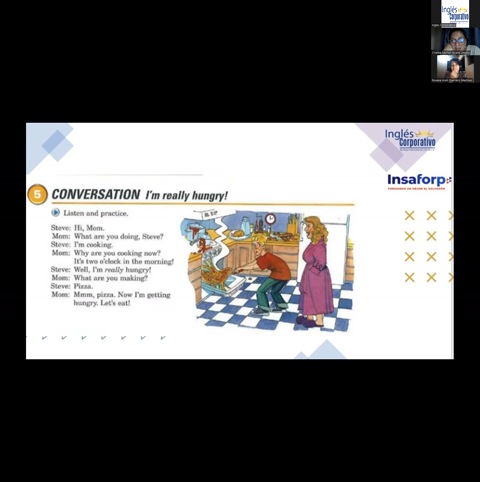 Inglés
Corporativo
Inglés
Corporativo
Insaforp
5 CONVERSATION I'm really hungry!
Listen and practice.
Steve: Hi, Mom.
Mom: What are you doing, Steve?
Steve: I'm cooking.
Mom: Why are you cooking now?
It's two o'clock in the morning!
Steve: Well, I'm really hungry!
Mom: What are you making?
Steve: Pizza.
Mom: Mmm, pizza. Now I'm getting
hungry. Let's eat!